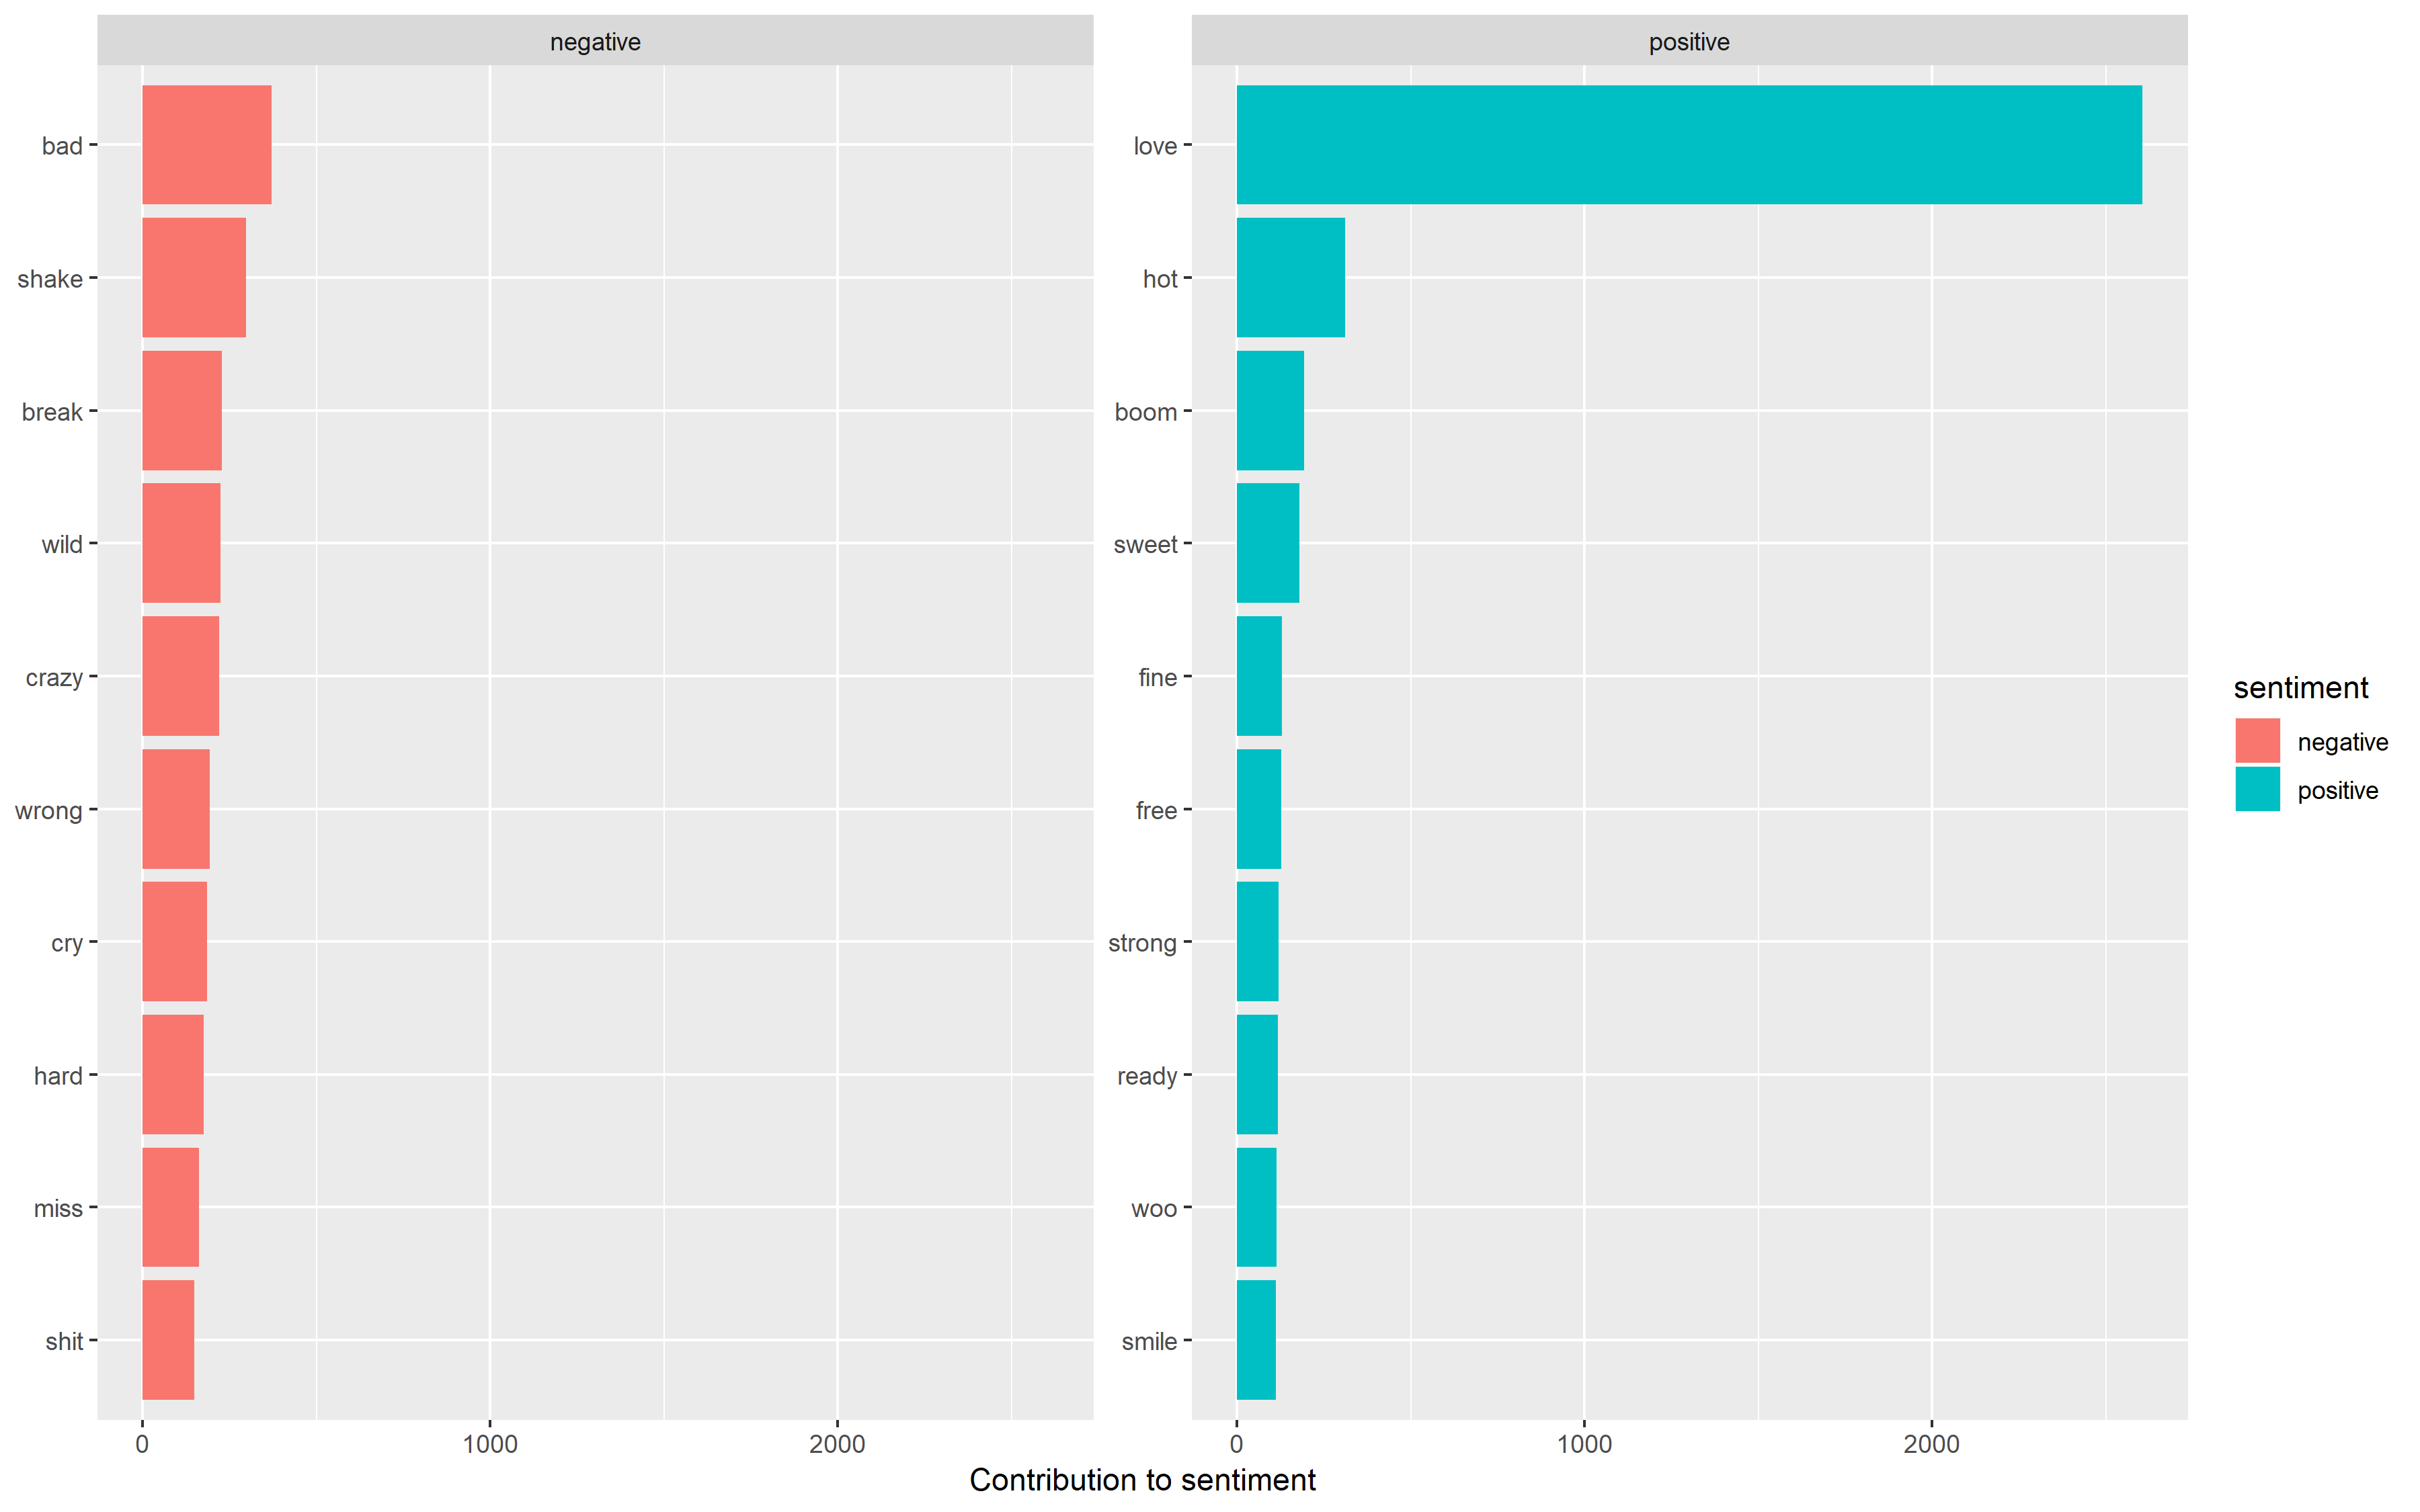 negative
bad
shake
break
wild
crazy
wrong
cry
hard
miss
shit
0 1000 2000
positive
love
hot
boom
sweet
fine
free
strong
ready
woo
smile
0 1000 2000
Contribution to sentiment
sentiment
negative
positive